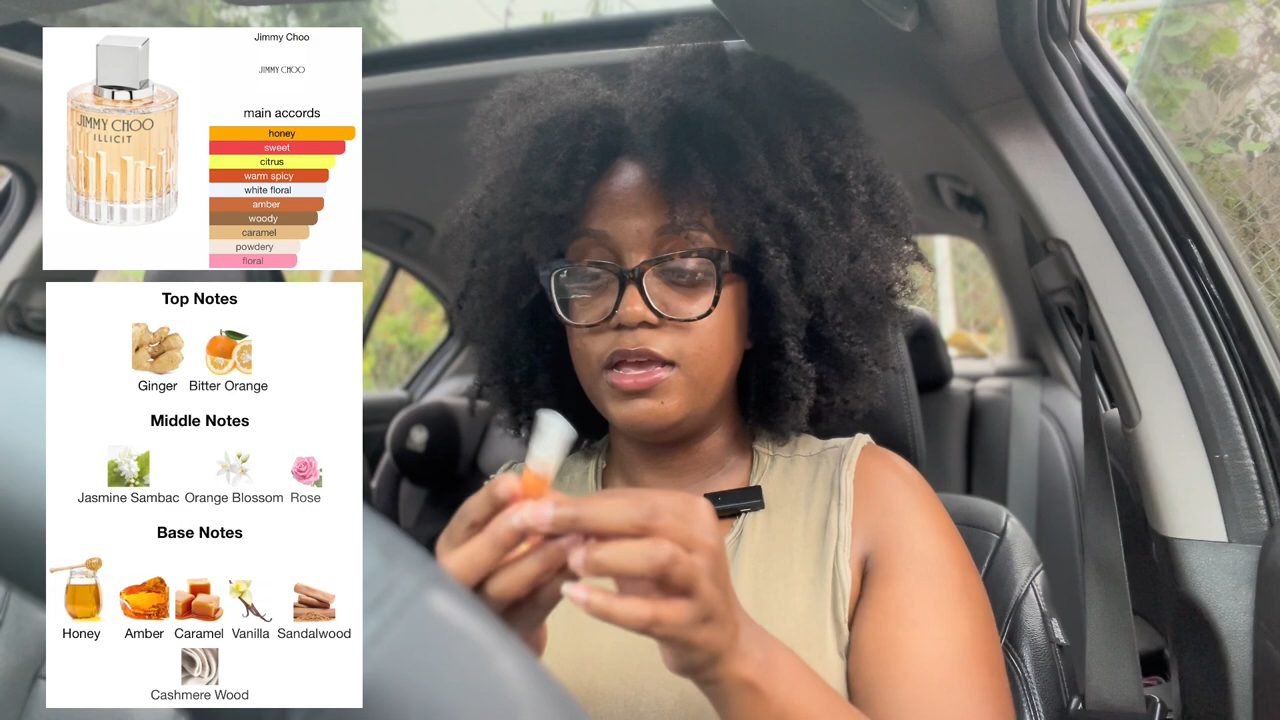 JIMMY CHOO
ILLICIT
Jimmy Choo
JIMMY CHOO
main accords
honey
sweet
citrus
warm spicy
white floral
amber
woody
caramel
powdery
floral
Top Notes
Ginger Bitter Orange
Middle Notes
Jasmine Sambac Orange Blossom Rose
Base Notes
Honey Amber Caramel Vanilla Sandalwood
Cashmere Wood